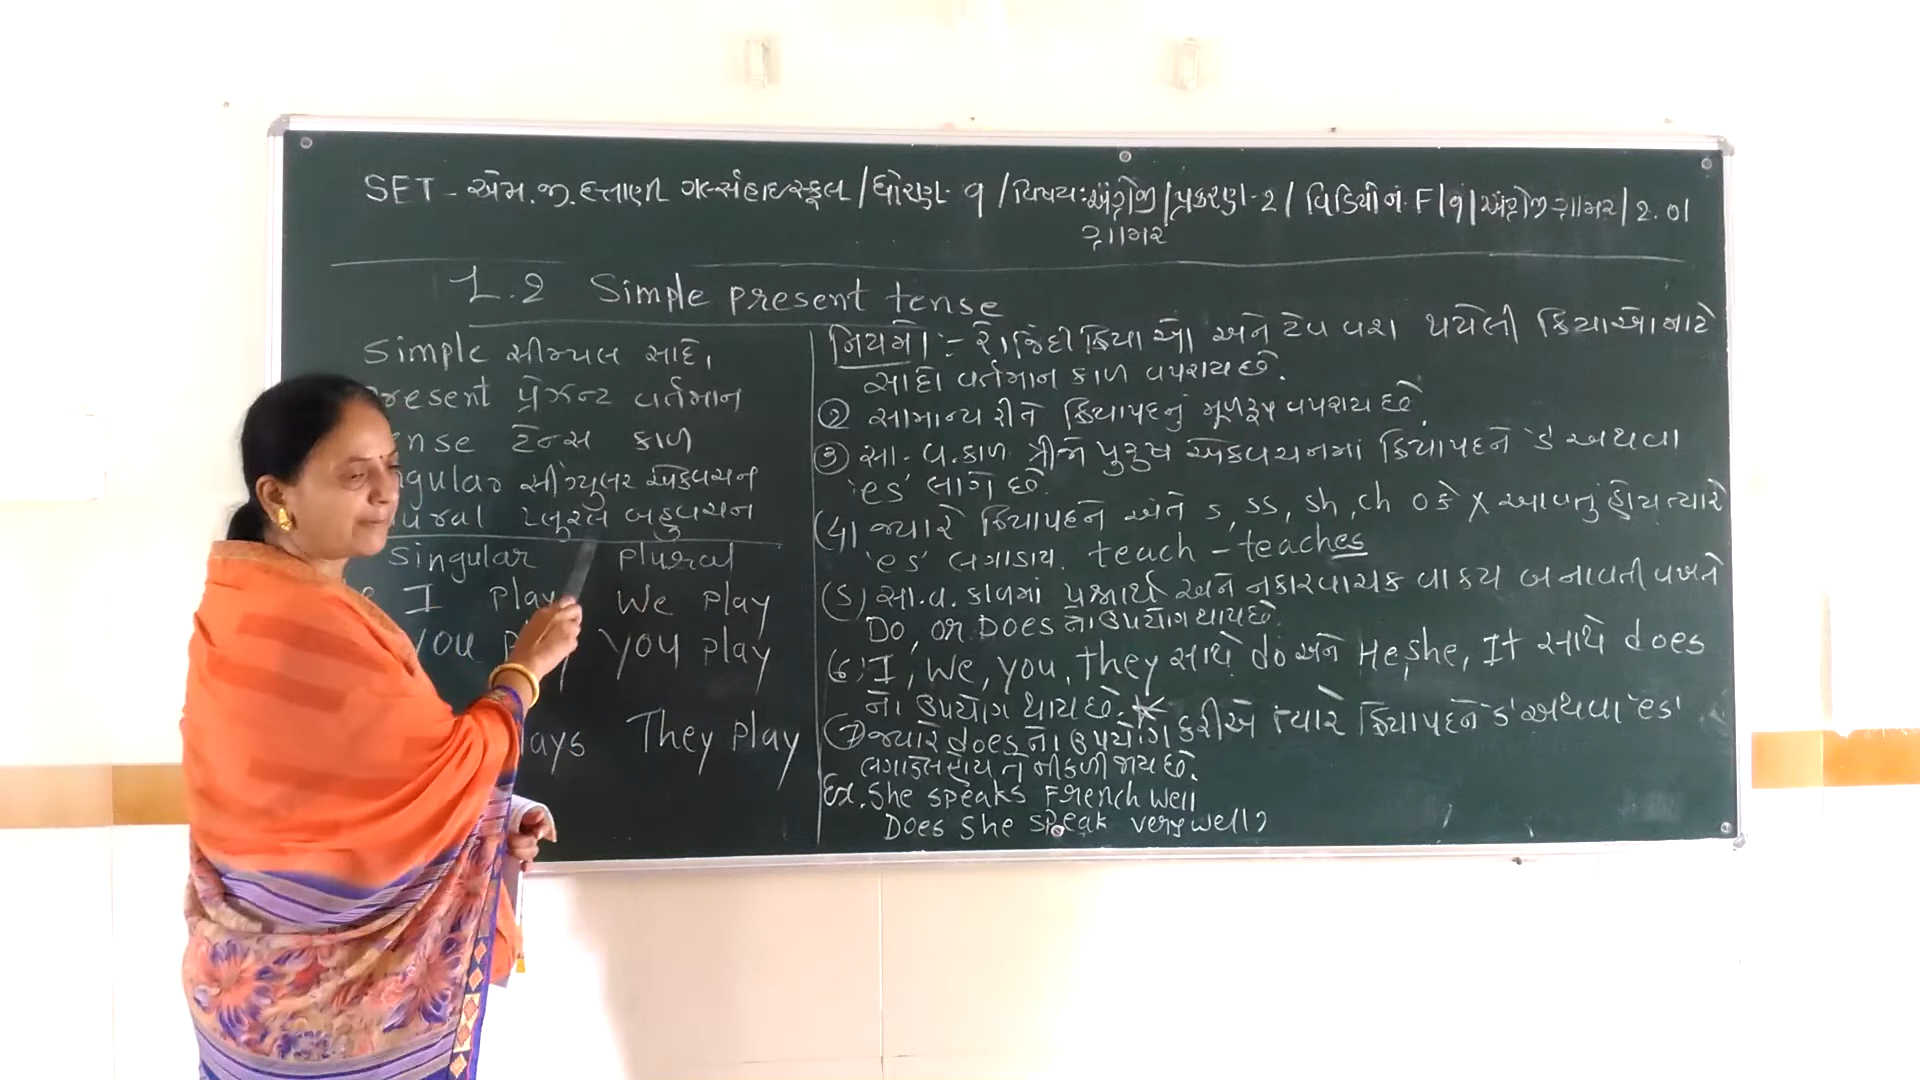 SET - એમ.જી.દત્તાણી ગર્લ્સહાઇસ્કૂલ / ધોરણ - ૧ / વિષય : અંગ્રેજી / પ્રકરણ - 2 / વિડિયોનં. F/૧/અંગ્રેજી ગ્રામર/2.01
ગ્રામર
L.2 Simple present tense
Simple સીમ્પલ સાદો,
resent પ્રેઝન્ટ વર્તમાન
nse ટેન્સ કાળ
gular સીંગ્યુલર એકવચન
ural પ્લૂરલ બહુવચન
Singular plural
I play We play
you play you play
lays They play
નિયમો :- રોજિંદી ક્રિયાઓ અને ટેવ વશ થયેલી ક્રિયાઓ માટે
સાદો વર્તમાન કાળ વપરાય છે.
② સામાન્ય રીતે ક્રિયાપદનું મૂળરૂપ વપરાય છે
③ સા. વ. કાળ ત્રીજો પુરુષ એકવચનમાં ક્રિયાપદને 's' અથવા
'es' લાગે છે.
(4) જ્યારે ક્રિયાપદને અંતે s, ss, sh, ch o કે x આવતું હોય ત્યારે
'es' લગાડાય. teach - teaches
(5) સા.વ. કાળમાં પ્રશ્નાર્થ અને નકારવાચક વાક્ય બનાવતી વખતે
Do, or Does નો ઉપયોગ થાય છે.
(6) I, We, you, they સાથે do અને He, she, It સાથે does
નો ઉપયોગ થાય છે.
⑦ જ્યારે does નો ઉપયોગ કરીએ ત્યારે ક્રિયાપદને 's' અથવા 'es'
લગાડેલ હોય તે નીકળી જાય છે.
Ex. She speaks French well
Does she speak very well?